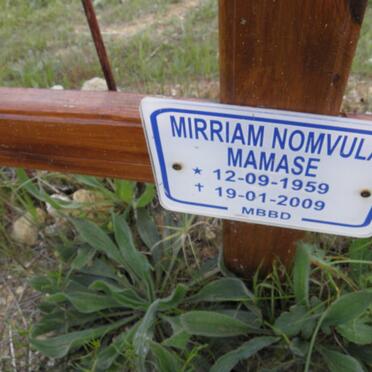 MIRRIAM NOMVULA
MAMASE
★ 12-09-1959
✝ 19-01-2009
MBBD